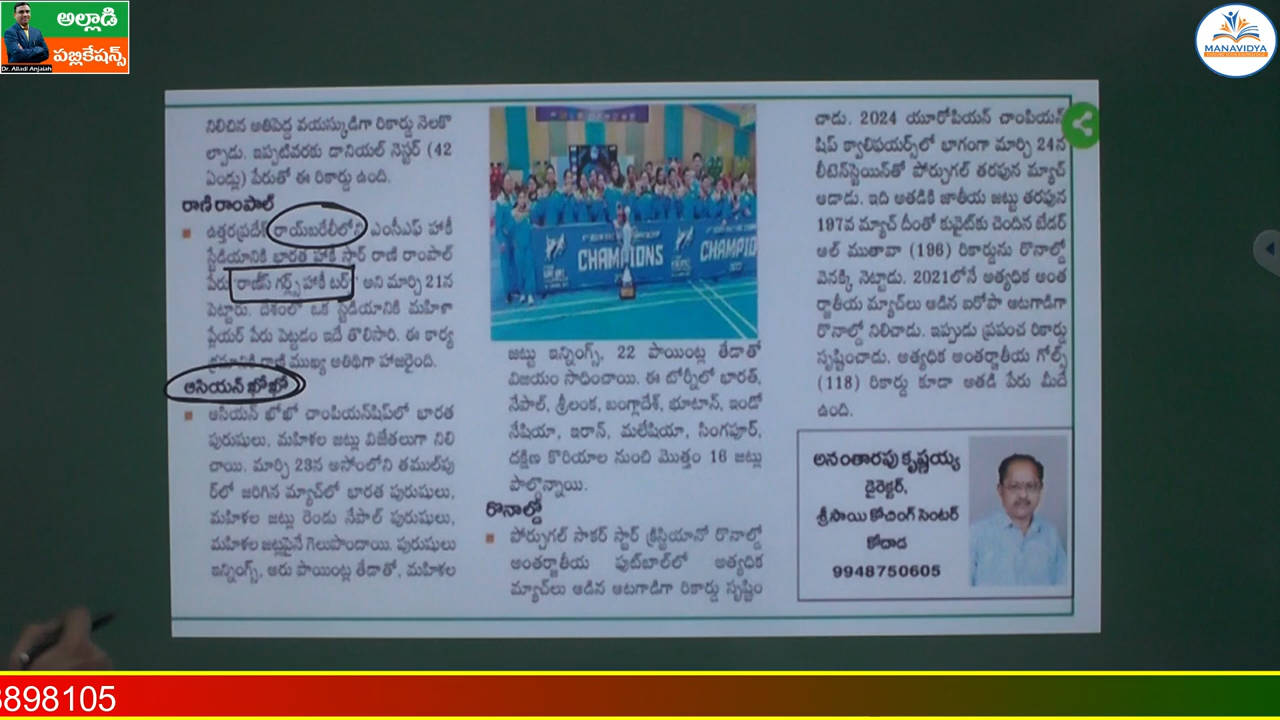 అల్లాడి
పబ్లికేషన్స్
Dr. Alladi Anjaiah
MANAVIDYA
నిలిచిన అతిపెద్ద వయస్కుడిగా రికార్డు నెలకొ
ల్పాడు. ఇప్పటివరకు డానియల్ నెస్టర్ (42
ఏండ్లు) పేరుతో ఈ రికార్డు ఉంది.
రాణి రాంపాల్
ఉత్తరప్రదేశ్ రాయ్‌బరేలీలోని ఎంసీఎఫ్ హాకీ
స్టేడియానికి భారత హాకీ స్టార్ రాణి రాంపాల్
పేరు 'రాణీస్ గర్ల్స్ హాకీ టర్ఫ్' అని మార్చి 21న
పెట్టారు. దేశంలో ఒక స్టేడియానికి మహిళా
ప్లేయర్ పేరు పెట్టడం ఇదే తొలిసారి. ఈ కార్య
క్రమానికి రాణి ముఖ్య అతిథిగా హాజరైంది.
ఆసియన్ ఖోఖో
ఆసియన్ ఖోఖో చాంపియన్‌షిప్‌లో భారత
పురుషులు, మహిళల జట్లు విజేతలుగా నిలి
చాయి. మార్చి 23న అసోంలోని తముల్‌పు
ర్‌లో జరిగిన మ్యాచ్‌లో భారత పురుషులు,
మహిళల జట్లు రెండు నేపాల్ పురుషులు,
మహిళల జట్లపైనే గెలుపొందాయి. పురుషులు
ఇన్నింగ్స్, ఆరు పాయింట్ల తేడాతో, మహిళల
CHAMPIONS
CHAMPIO
జట్టు ఇన్నింగ్స్, 22 పాయింట్ల తేడాతో
విజయం సాధించాయి. ఈ టోర్నీలో భారత్,
నేపాల్, శ్రీలంక, బంగ్లాదేశ్, భూటాన్, ఇండో
నేషియా, ఇరాన్, మలేషియా, సింగపూర్,
దక్షిణ కొరియాల నుంచి మొత్తం 16 జట్లు
పాల్గొన్నాయి.
రొనాల్డో
పోర్చుగల్ సాకర్ స్టార్ క్రిస్టియానో రొనాల్డో
అంతర్జాతీయ ఫుట్‌బాల్‌లో అత్యధిక
మ్యాచ్‌లు ఆడిన ఆటగాడిగా రికార్డు సృష్టిం
చాడు. 2024 యూరోపియన్ చాంపియన్
షిప్ క్వాలిఫయర్స్‌లో భాగంగా మార్చి 24న
లీటెన్‌స్టెయిన్‌తో పోర్చుగల్ తరపున మ్యాచ్
ఆడాడు. ఇది అతడికి జాతీయ జట్టు తరపున
197వ మ్యాచ్ దీంతో కువైట్‌కు చెందిన బేడర్
అల్ ముతావా (196) రికార్డును రొనాల్డో
వెనక్కి నెట్టాడు. 2021లోనే అత్యధిక అంత
ర్జాతీయ మ్యాచ్‌లు ఆడిన ఐరోపా ఆటగాడిగా
రొనాల్డో నిలిచాడు. ఇప్పుడు ప్రపంచ రికార్డు
సృష్టించాడు. అత్యధిక అంతర్జాతీయ గోల్స్
(118) రికార్డు కూడా అతడి పేరు మీదే
ఉంది.
అనంతారపు కృష్ణయ్య
డైరెక్టర్,
శ్రీసాయి కోచింగ్ సెంటర్
కోదాడ
9948750605
898105